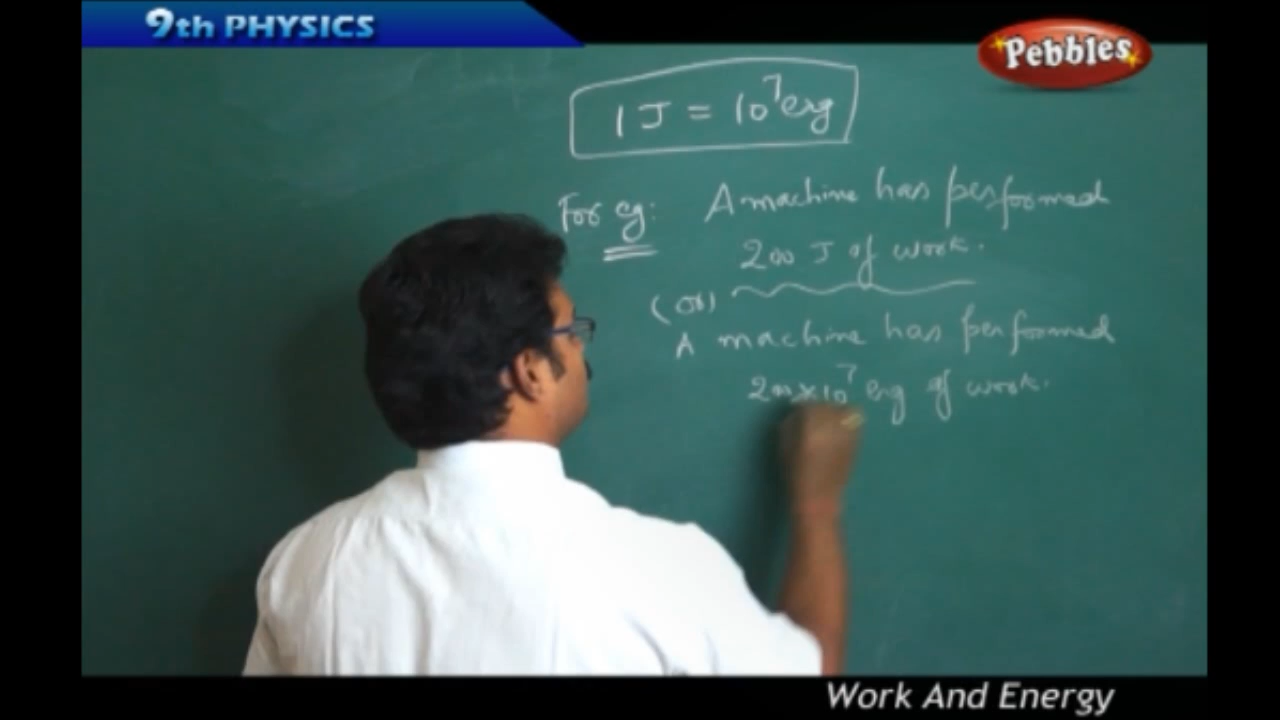 9th PHYSICS
Pebbles
1 J = 10⁷ erg
For eg: A machine has performed
200 J of work.
(or)
A machine has performed
200 × 10⁷ erg of work.
Work And Energy